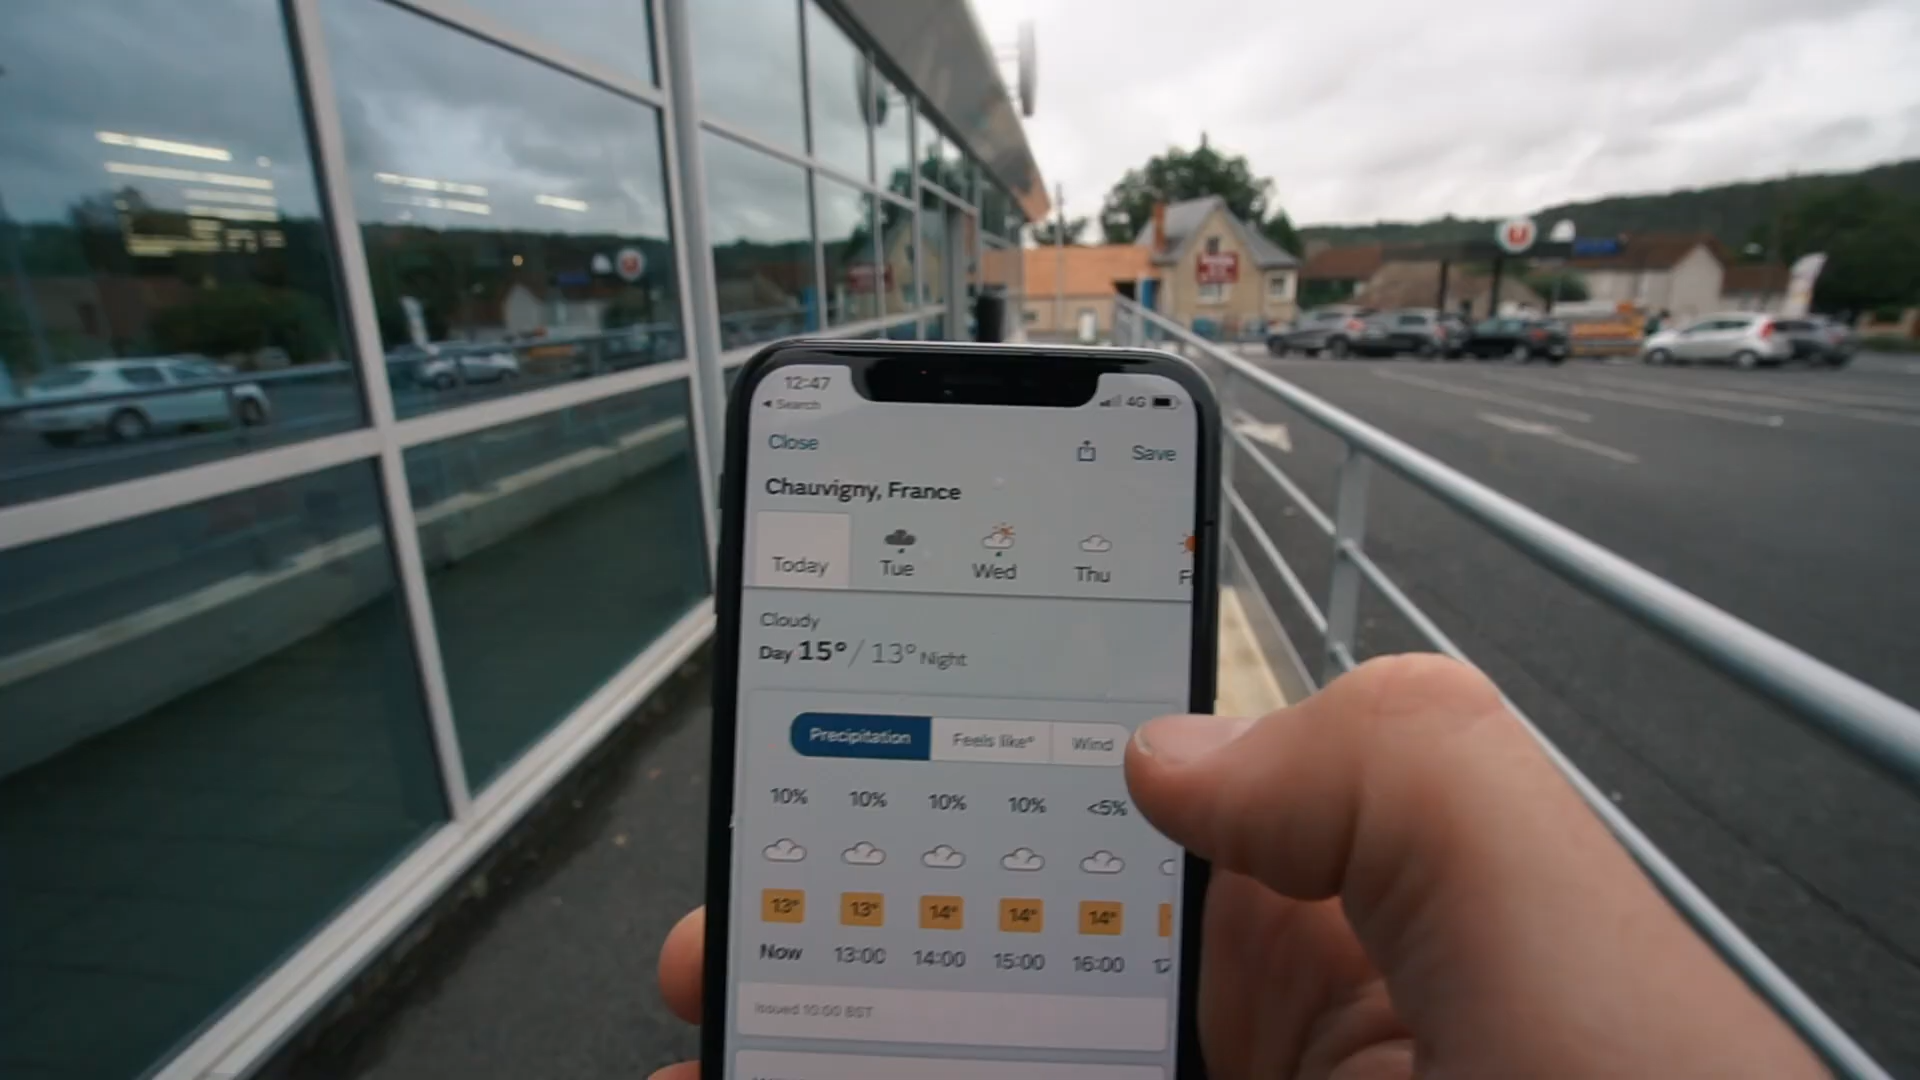 12:47
4G
Search
Close
Save
Chauvigny, France
Today Tue Wed Thu
Cloudy
Day 15° / 13° Night
Precipitation Feels like° Wind
10% 10% 10% 10% <5%
13° 13° 14° 14° 14°
Now 13:00 14:00 15:00 16:00
Issued 10:00 BST
U